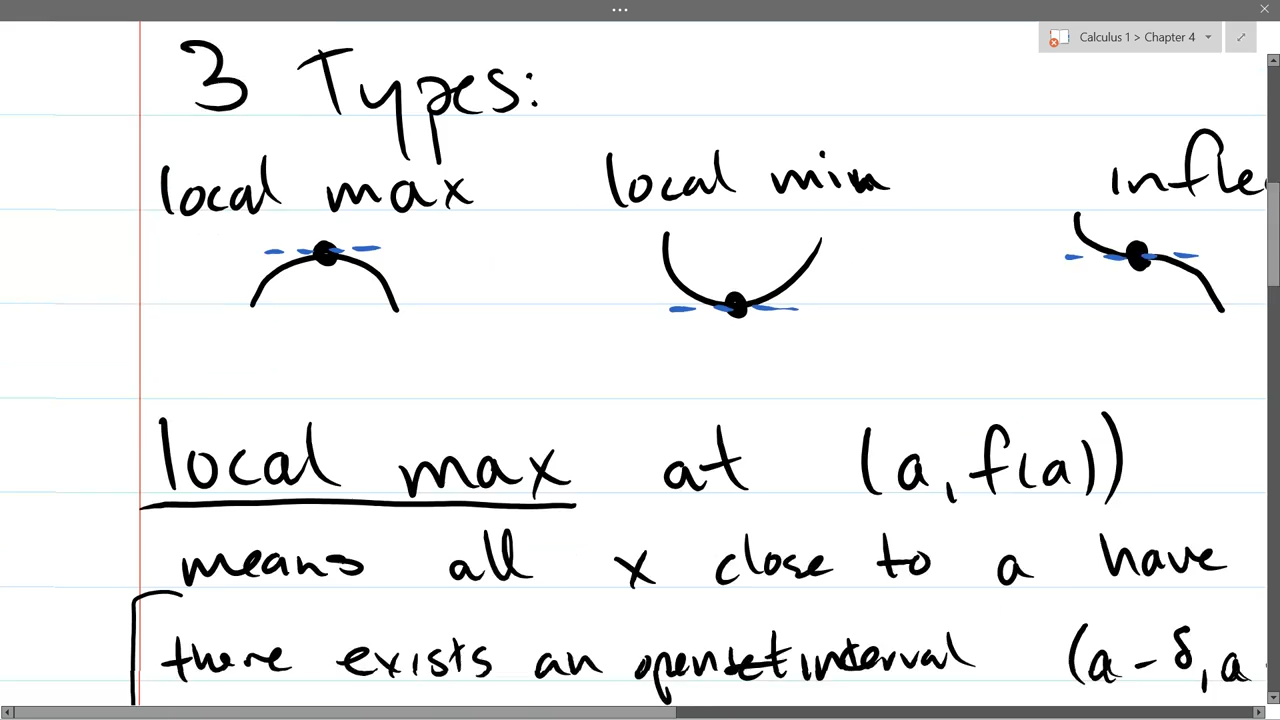 Calculus 1 > Chapter 4
3 Types:
local max local min infle
local max at (a, f(a))
means all x close to a have
there exists an open interval (a - δ, a